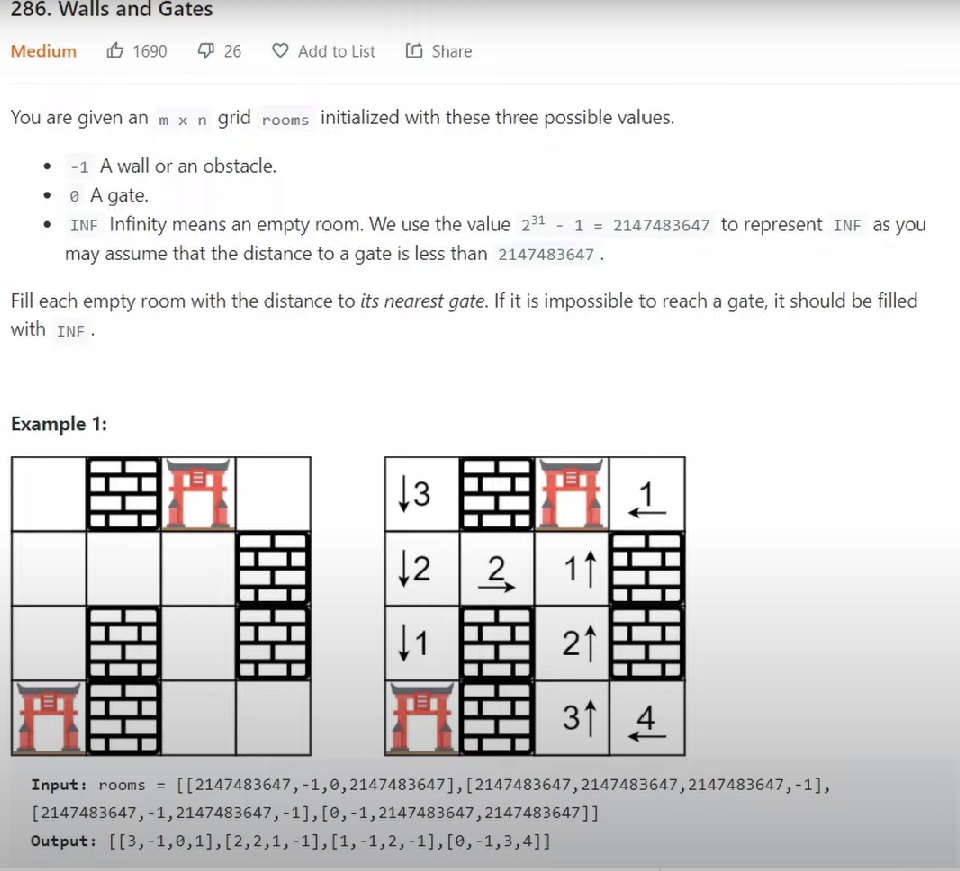 286. Walls and Gates
Medium 1690 26 Add to List Share
You are given an m x n grid rooms initialized with these three possible values.
• -1 A wall or an obstacle.
• 0 A gate.
• INF Infinity means an empty room. We use the value 2³¹ - 1 = 2147483647 to represent INF as you
may assume that the distance to a gate is less than 2147483647 .
Fill each empty room with the distance to its nearest gate. If it is impossible to reach a gate, it should be filled
with INF .
Example 1:
↓3 1←
↓2 2→ 1↑
↓1 2↑
3↑ 4←
Input: rooms = [[2147483647,-1,0,2147483647],[2147483647,2147483647,2147483647,-1],
[2147483647,-1,2147483647,-1],[0,-1,2147483647,2147483647]]
Output: [[3,-1,0,1],[2,2,1,-1],[1,-1,2,-1],[0,-1,3,4]]